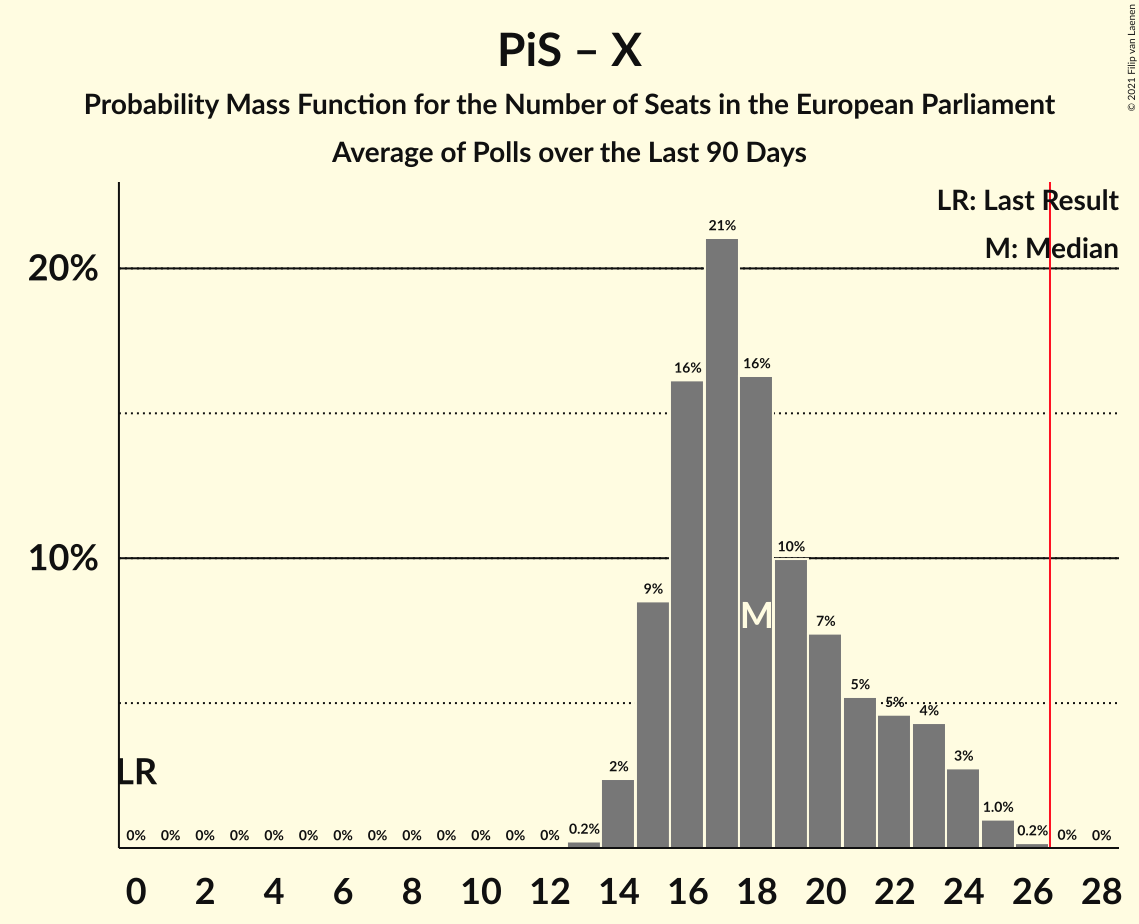 PiS – X
Probability Mass Function for the Number of Seats in the European Parliament
Average of Polls over the Last 90 Days
© 2021 Filip van Laenen
LR: Last Result
M: Median
21%
20%
16% 16%
10%
10%
9%
M
7%
5% 5% 4%
3%
2%
LR
1.0%
0% 0% 0% 0% 0% 0% 0% 0% 0% 0% 0% 0% 0% 0.2% 0.2% 0% 0%
0 2 4 6 8 10 12 14 16 18 20 22 24 26 28